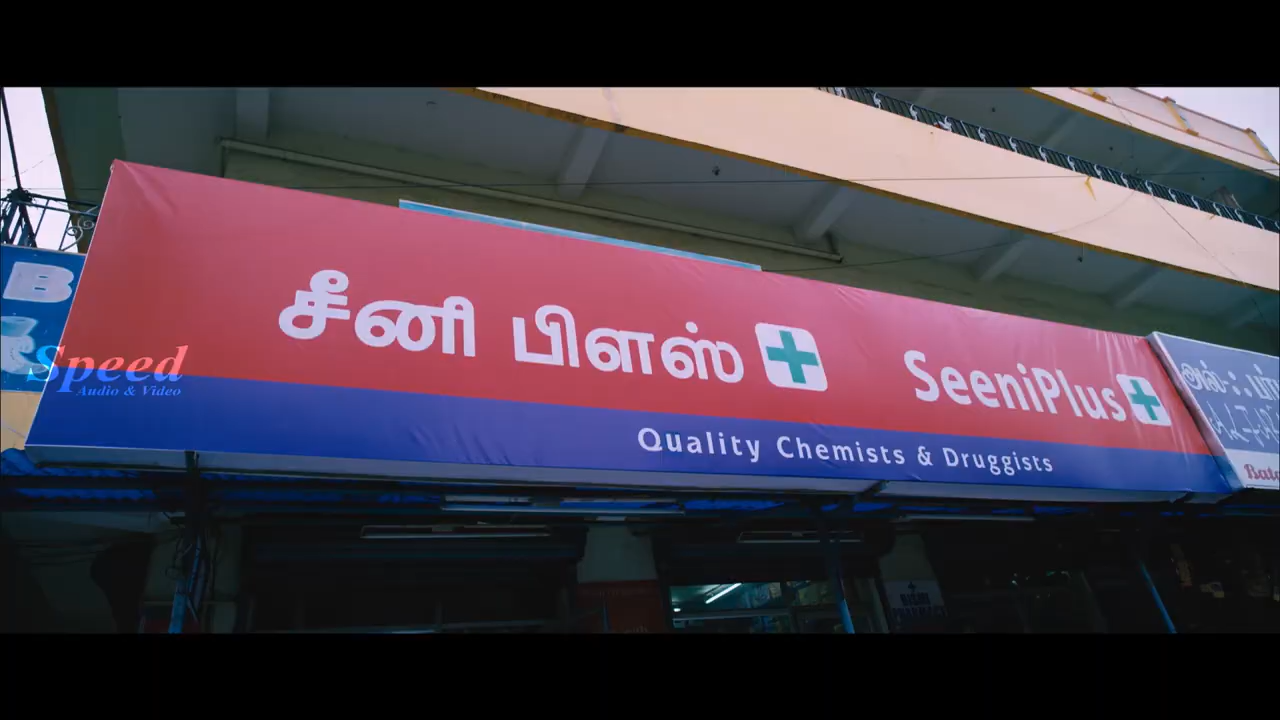 B
சீனி பிளஸ்
SeeniPlus
Quality Chemists & Druggists
Speed
Audio & Video